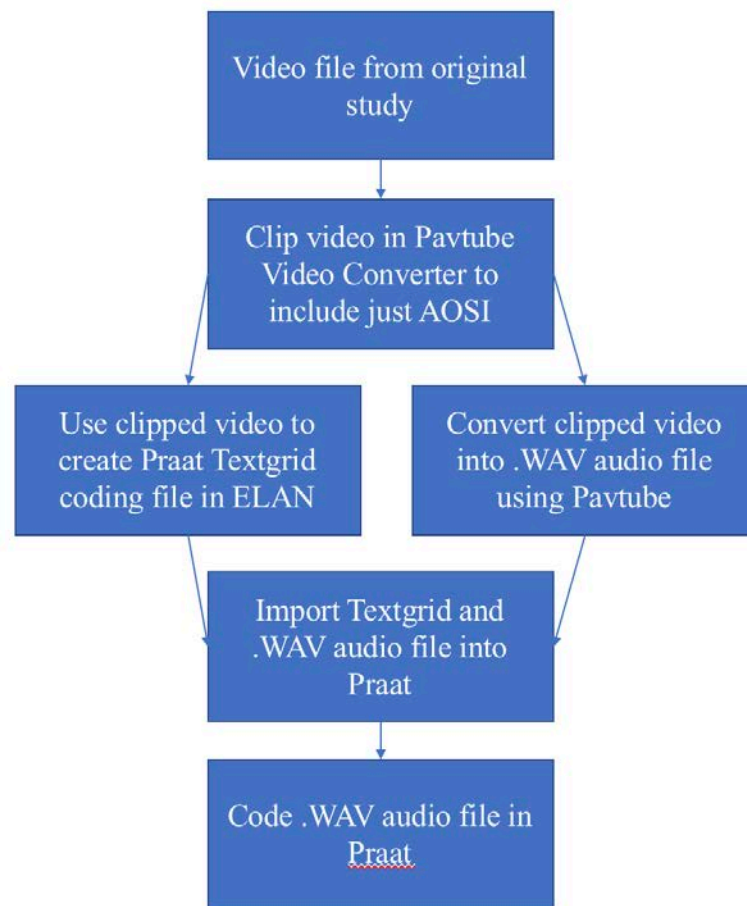 Video file from original
study
Clip video in Pavtube
Video Converter to
include just AOSI
Use clipped video to
create Praat Textgrid
coding file in ELAN
Convert clipped video
into .WAV audio file
using Pavtube
Import Textgrid and
.WAV audio file into
Praat
Code .WAV audio file in
Praat